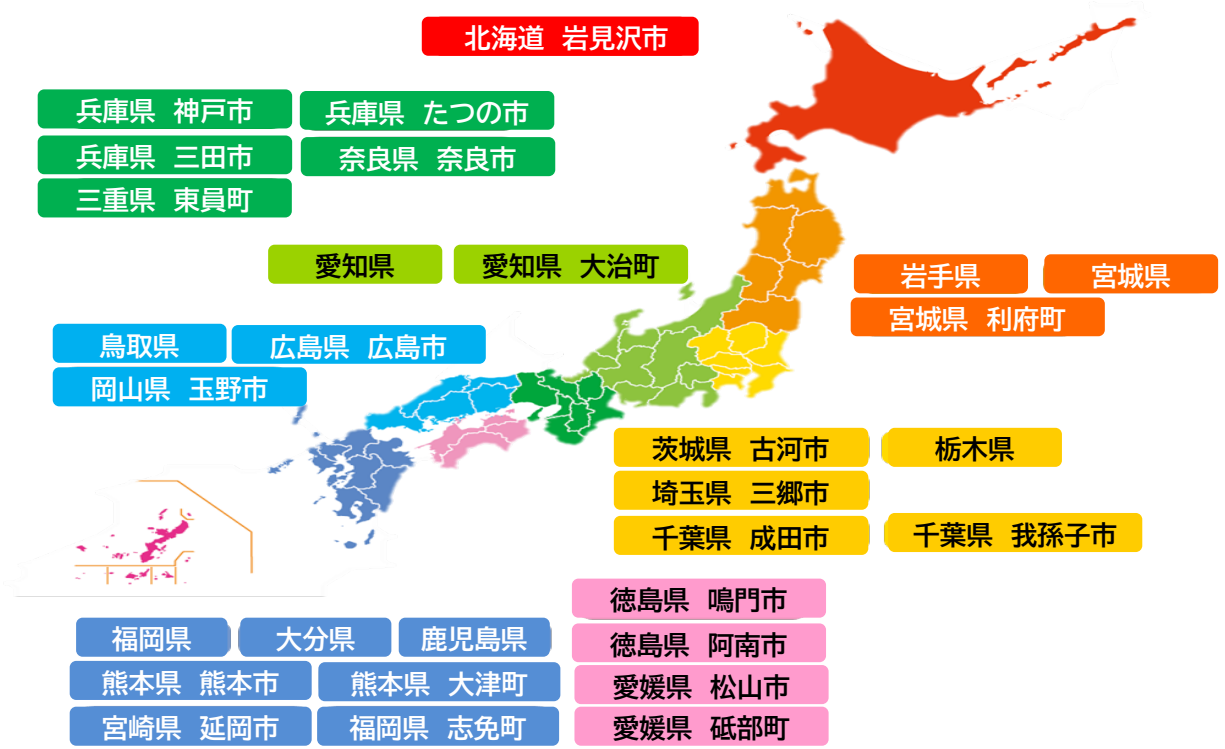 北海道 岩見沢市
兵庫県 神戸市
兵庫県 たつの市
兵庫県 三田市
奈良県 奈良市
三重県 東員町
愛知県
愛知県 大治町
岩手県
宮城県
宮城県 利府町
鳥取県
広島県 広島市
岡山県 玉野市
茨城県 古河市
栃木県
埼玉県 三郷市
千葉県 成田市
千葉県 我孫子市
徳島県 鳴門市
徳島県 阿南市
愛媛県 松山市
愛媛県 砥部町
福岡県
大分県
鹿児島県
熊本県 熊本市
熊本県 大津町
宮崎県 延岡市
福岡県 志免町